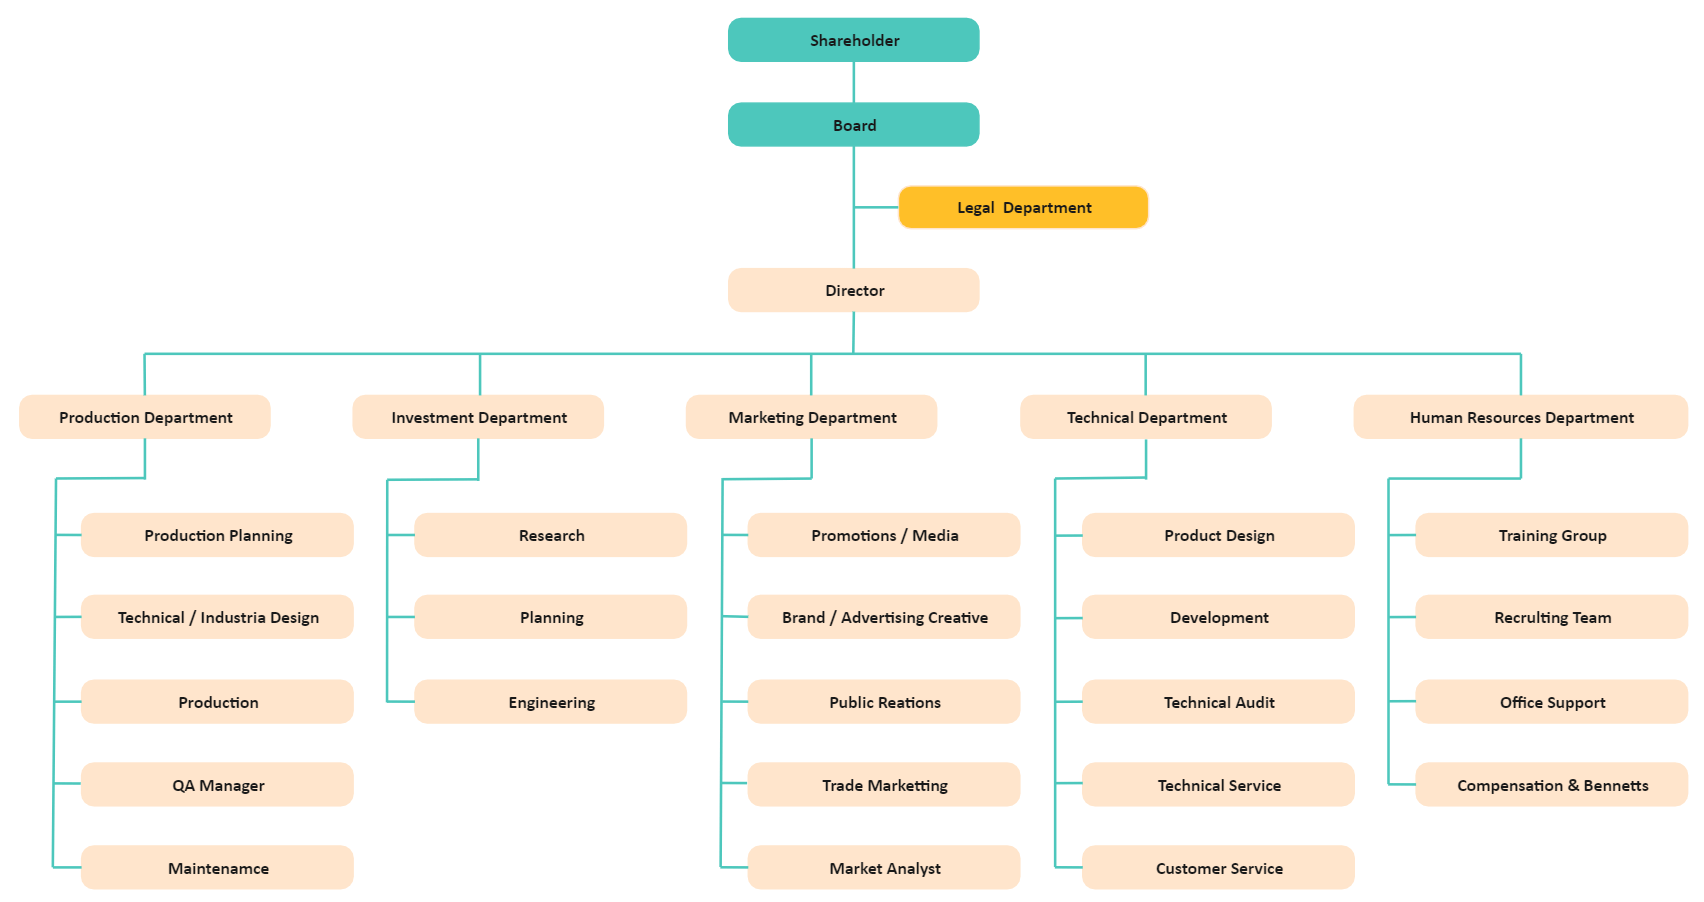 Shareholder
Board
Legal  Department
Director
Production Department
Investment Department
Marketing Department
Technical Department
Human Resources Department
Production Planning
Research
Promotions / Media
Product Design
Training Group
Technical / Industria Design
Planning
Brand / Advertising Creative
Development
Recrulting Team
Production
Engineering
Public Reations
Technical Audit
Office Support
QA Manager
Trade Marketting
Technical Service
Compensation & Bennetts
Maintenamce
Market Analyst
Customer Service